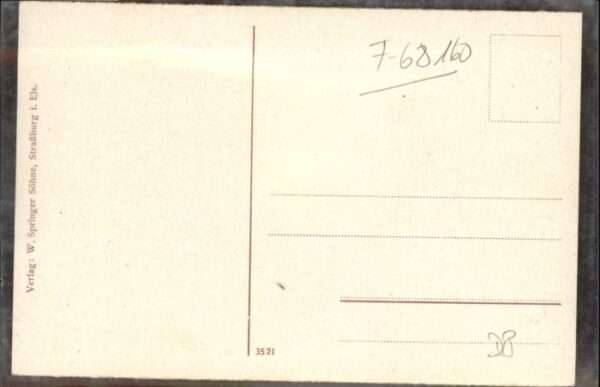 Verlag: W. Springer Söhne, Straßburg i. Els.
7-68160
3521